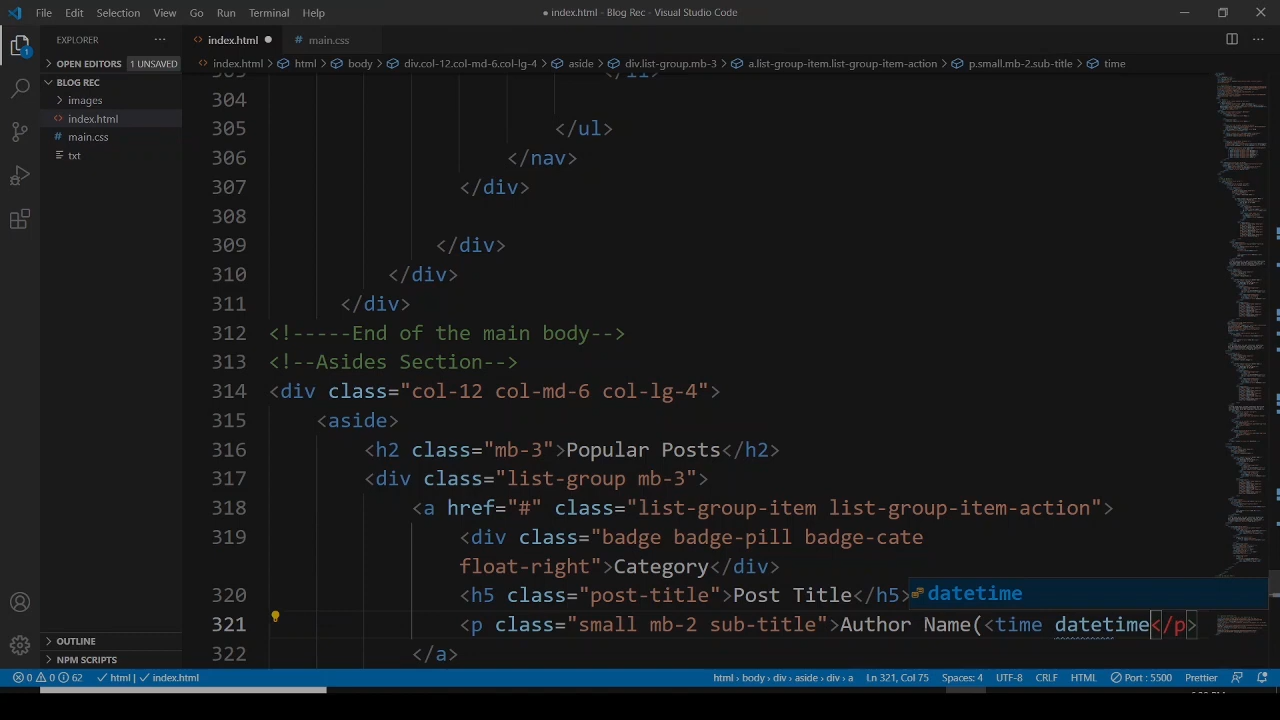 File Edit Selection View Go Run Terminal Help
● index.html - Blog Rec - Visual Studio Code
EXPLORER
index.html
main.css
OPEN EDITORS 1 UNSAVED
index.html > html > body > div.col-12.col-md-6.col-lg-4 > aside > div.list-group.mb-3 > a.list-group-item.list-group-item-action > p.small.mb-2.sub-title > time
BLOG REC
images
index.html
main.css
txt
304
305 </ul>
306 </nav>
307 </div>
308
309 </div>
310 </div>
311 </div>
312 <!-----End of the main body-->
313 <!--Asides Section-->
314 <div class="col-12 col-md-6 col-lg-4">
315 <aside>
316 <h2 class="mb-3">Popular Posts</h2>
317 <div class="list-group mb-3">
318 <a href="#" class="list-group-item list-group-item-action">
319 <div class="badge badge-pill badge-cate
float-right">Category</div>
320 <h5 class="post-title">Post Title</h5>
datetime
321 <p class="small mb-2 sub-title">Author Name(<time datetime</p>
322 </a>
OUTLINE
NPM SCRIPTS
0 0 62 html | index.html
html > body > div > aside > div > a Ln 321, Col 75 Spaces: 4 UTF-8 CRLF HTML Port : 5500 Prettier